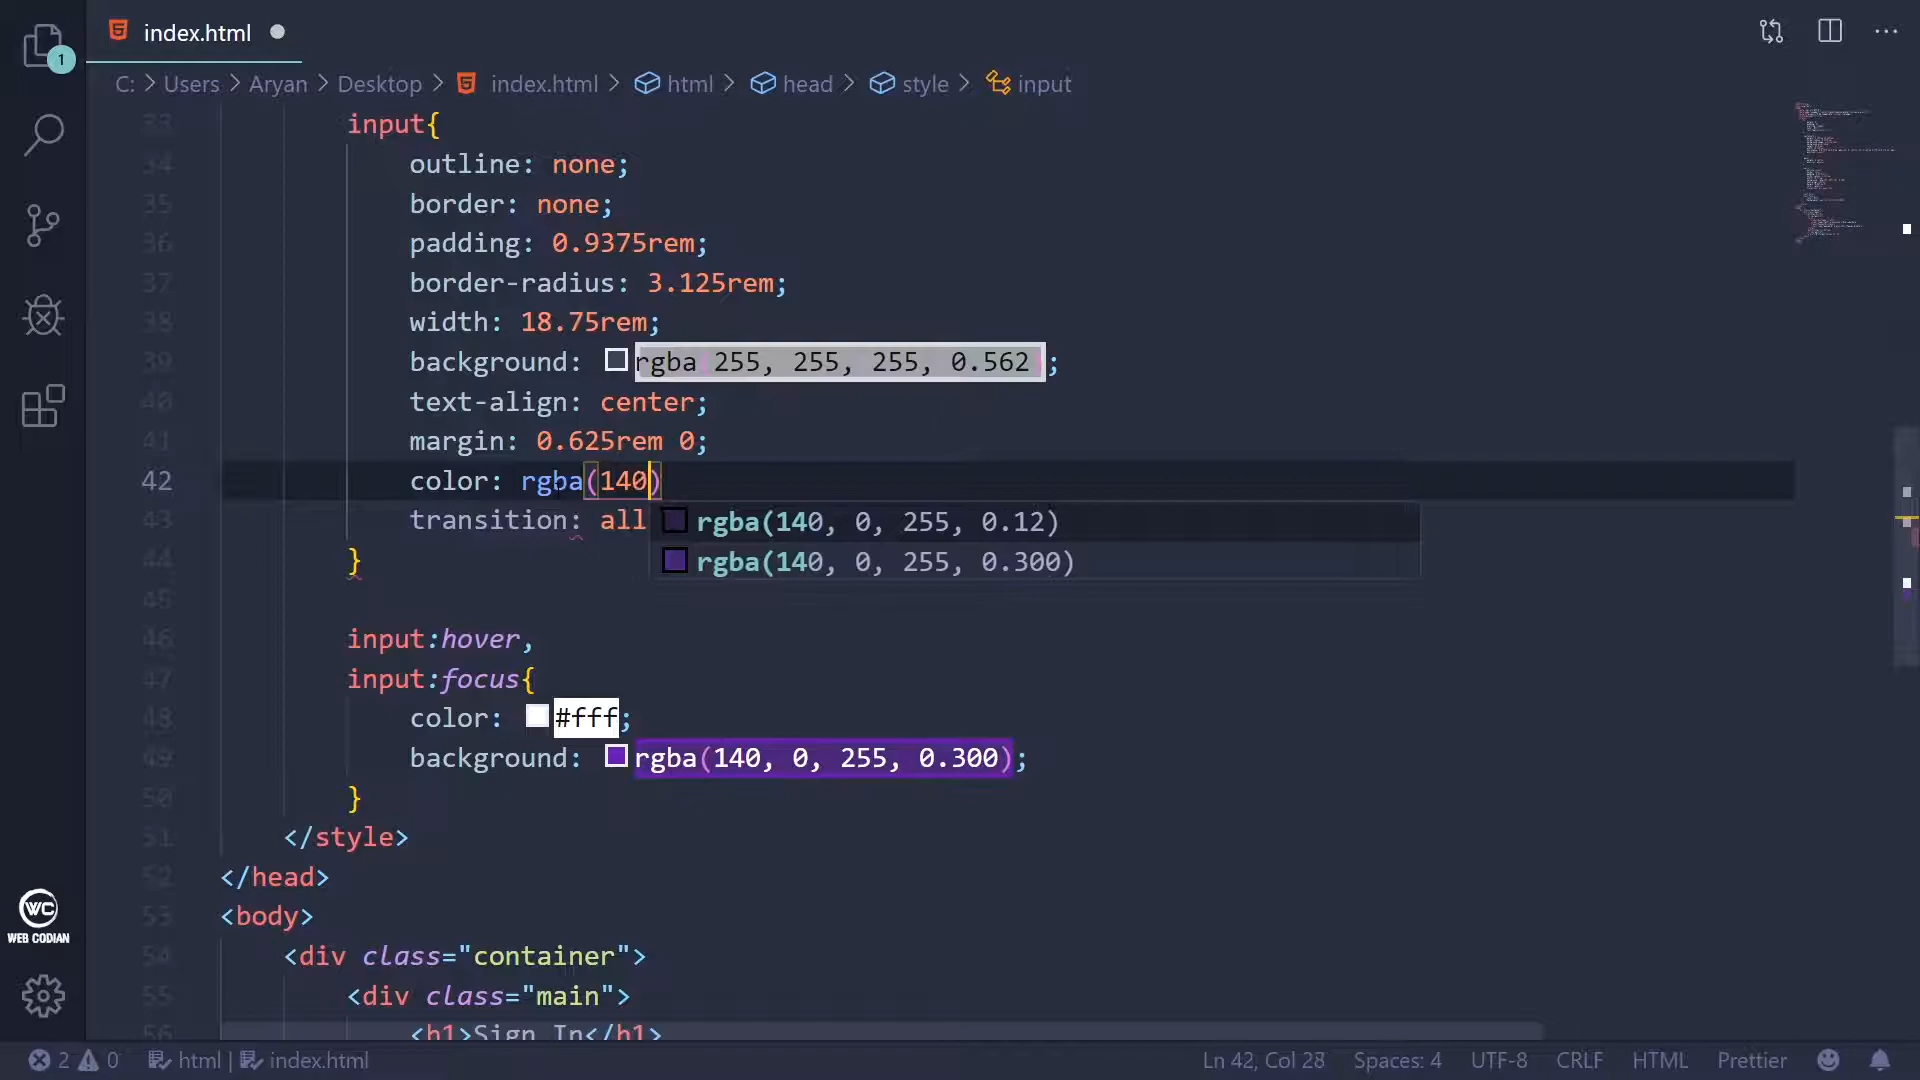 index.html
1
C: > Users > Aryan > Desktop > index.html > html > head > style > input
33 input{
34 outline: none;
35 border: none;
36 padding: 0.9375rem;
37 border-radius: 3.125rem;
38 width: 18.75rem;
39 background: rgba(255, 255, 255, 0.562);
40 text-align: center;
41 margin: 0.625rem 0;
42 color: rgba(140)
43 transition: all
rgba(140, 0, 255, 0.12)
44 }
rgba(140, 0, 255, 0.300)
45
46 input:hover,
47 input:focus{
48 color: #fff;
49 background: rgba(140, 0, 255, 0.300);
50 }
51 </style>
52 </head>
53 <body>
54 <div class="container">
55 <div class="main">
56 <h1>Sign In</h1>
WC
WEB CODIAN
2 0 html | index.html Ln 42, Col 28 Spaces: 4 UTF-8 CRLF HTML Prettier